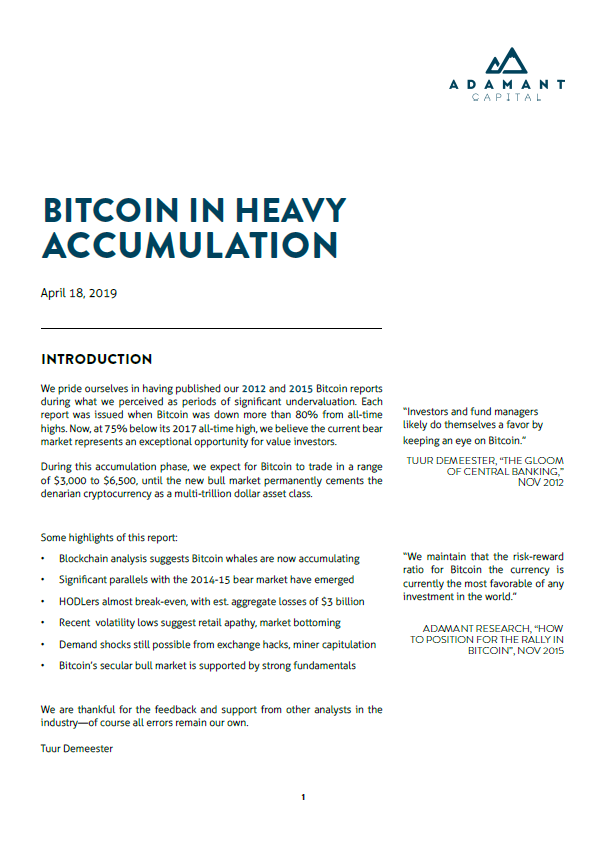 ADAMANT
CAPITAL
BITCOIN IN HEAVY
ACCUMULATION
April 18, 2019
INTRODUCTION
We pride ourselves in having published our 2012 and 2015 Bitcoin reports
during what we perceived as periods of significant undervaluation. Each
report was issued when Bitcoin was down more than 80% from all-time
highs. Now, at 75% below its 2017 all-time high, we believe the current bear
market represents an exceptional opportunity for value investors.
During this accumulation phase, we expect for Bitcoin to trade in a range
of $3,000 to $6,500, until the new bull market permanently cements the
denarian cryptocurrency as a multi-trillion dollar asset class.
Some highlights of this report:
• Blockchain analysis suggests Bitcoin whales are now accumulating
• Significant parallels with the 2014-15 bear market have emerged
• HODLers almost break-even, with est. aggregate losses of $3 billion
• Recent volatility lows suggest retail apathy, market bottoming
• Demand shocks still possible from exchange hacks, miner capitulation
• Bitcoin's secular bull market is supported by strong fundamentals
We are thankful for the feedback and support from other analysts in the
industry—of course all errors remain our own.
Tuur Demeester
"Investors and fund managers
likely do themselves a favor by
keeping an eye on Bitcoin."
TUUR DEMEESTER, "THE GLOOM
OF CENTRAL BANKING,"
NOV 2012
"We maintain that the risk-reward
ratio for Bitcoin the currency is
currently the most favorable of any
investment in the world."
ADAMANT RESEARCH, "HOW
TO POSITION FOR THE RALLY IN
BITCOIN", NOV 2015
1